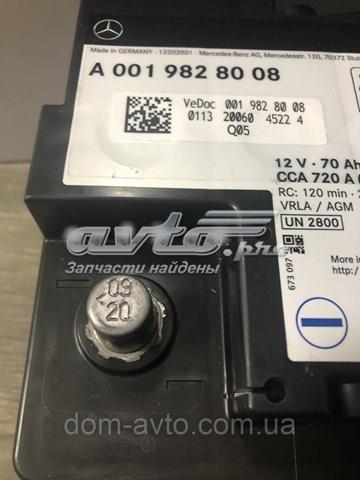 Made in GERMANY · 12203501 · Mercedes-Benz AG, Mercedesstr. 120, 70372
A 001 982 80 08
VeDoc 001 982 80 08
0113 20060 4522 4
Q05
12 V · 70 Ah
CCA 720 A
RC: 120 min
VRLA / AGM
UN 2800
673 097
More in
http:/
avto.pro
Запчасти найдены
09
20
dom-avto.com.ua